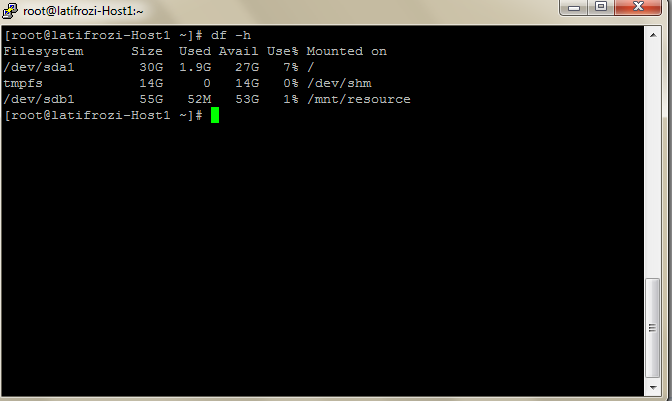 root@latifrozi-Host1:~
[root@latifrozi-Host1 ~]# df -h
Filesystem      Size  Used Avail Use% Mounted on
/dev/sda1        30G  1.9G   27G   7% /
tmpfs            14G     0   14G   0% /dev/shm
/dev/sdb1        55G   52M   53G   1% /mnt/resource
[root@latifrozi-Host1 ~]#